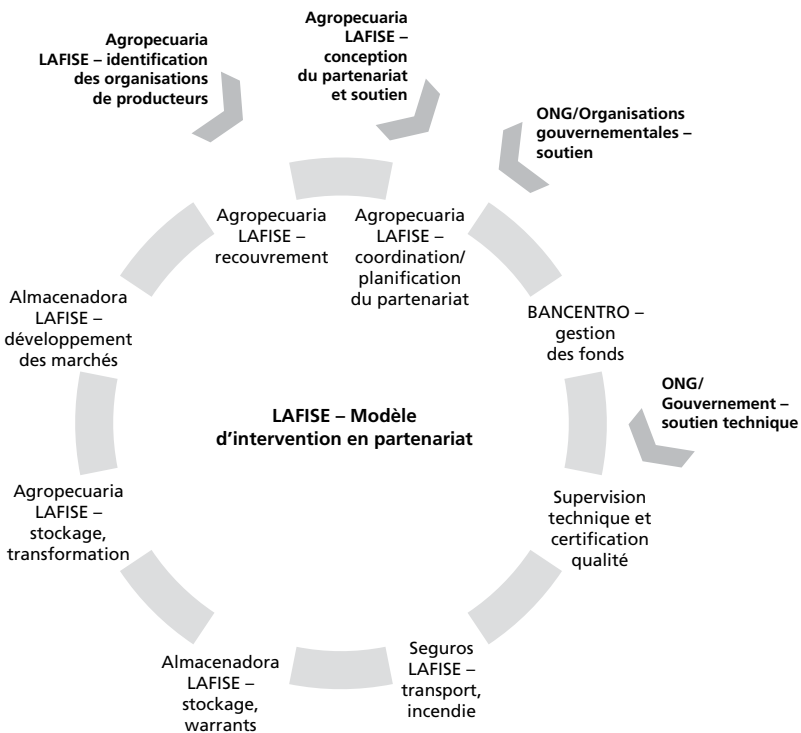 Agropecuaria
LAFISE – identification
des organisations
de producteurs
Agropecuaria
LAFISE –
conception
du partenariat
et soutien
ONG/Organisations
gouvernementales –
soutien
Agropecuaria
LAFISE –
recouvrement
Agropecuaria
LAFISE –
coordination/
planification
du partenariat
BANCENTRO –
gestion
des fonds
ONG/
Gouvernement –
soutien technique
Almacenadora
LAFISE –
développement
des marchés
LAFISE – Modèle
d'intervention en partenariat
Supervision
technique et
certification
qualité
Agropecuaria
LAFISE –
stockage,
transformation
Seguros
LAFISE –
transport,
incendie
Almacenadora
LAFISE –
stockage,
warrants